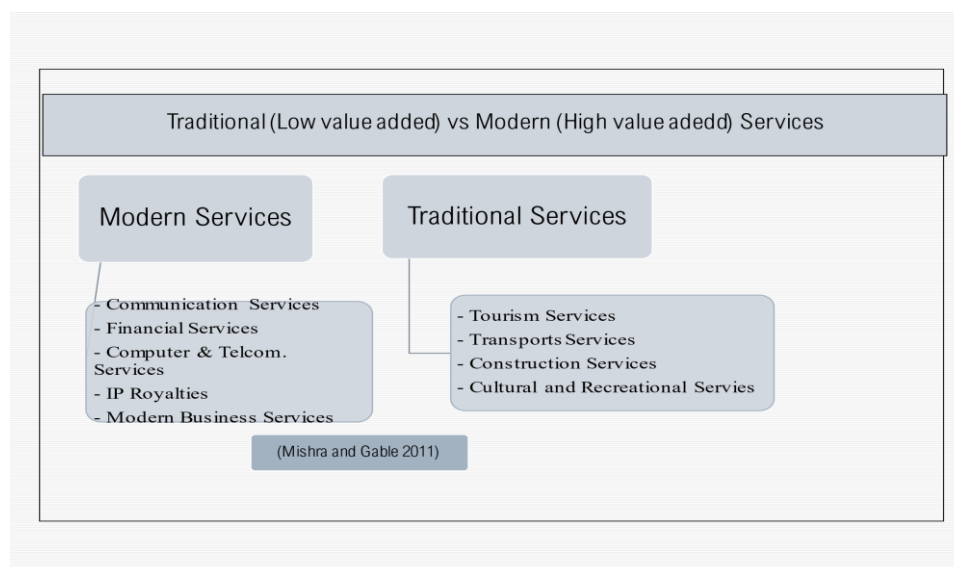 Traditional (Low value added) vs Modern (High value adedd) Services
Modern Services
- Communication Services
- Financial Services
- Computer & Telcom.
Services
- IP Royalties
- Modern Business Services
Traditional Services
- Tourism Services
- Transports Services
- Construction Services
- Cultural and Recreational Servies
(Mishra and Gable 2011)